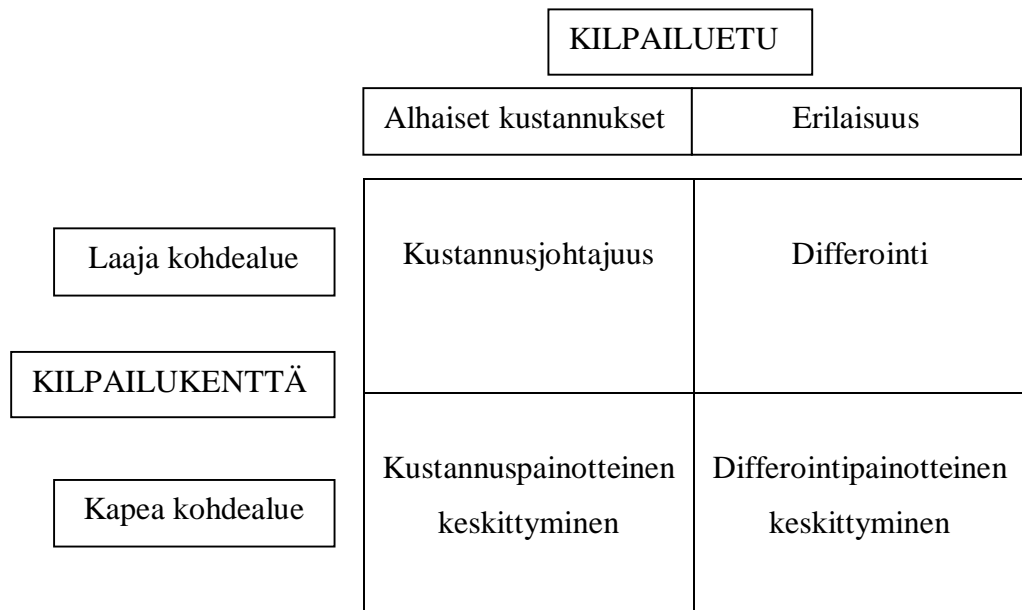 KILPAILUETU
Alhaiset kustannukset
Erilaisuus
Laaja kohdealue
Kustannusjohtajuus
Differointi
KILPAILUKENTTÄ
Kapea kohdealue
Kustannuspainotteinen
keskittyminen
Differointipainotteinen
keskittyminen